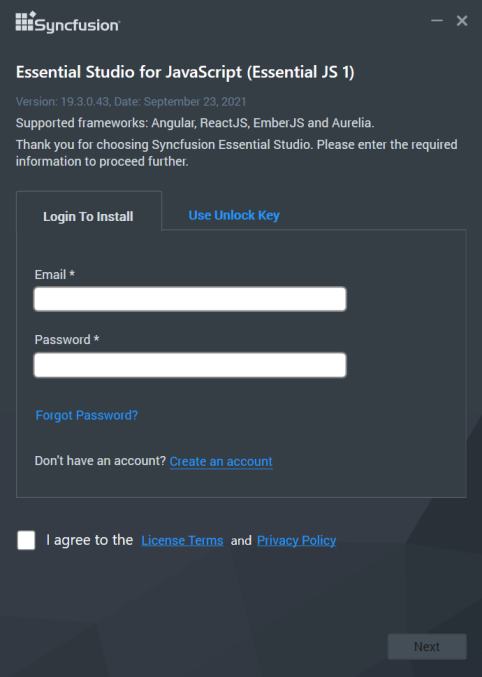 Syncfusion
Essential Studio for JavaScript (Essential JS 1)
Version: 19.3.0.43, Date: September 23, 2021
Supported frameworks: Angular, ReactJS, EmberJS and Aurelia.
Thank you for choosing Syncfusion Essential Studio. Please enter the required
information to proceed further.
Login To Install Use Unlock Key
Email *
Password *
Forgot Password?
Don't have an account? Create an account
I agree to the License Terms and Privacy Policy
Next